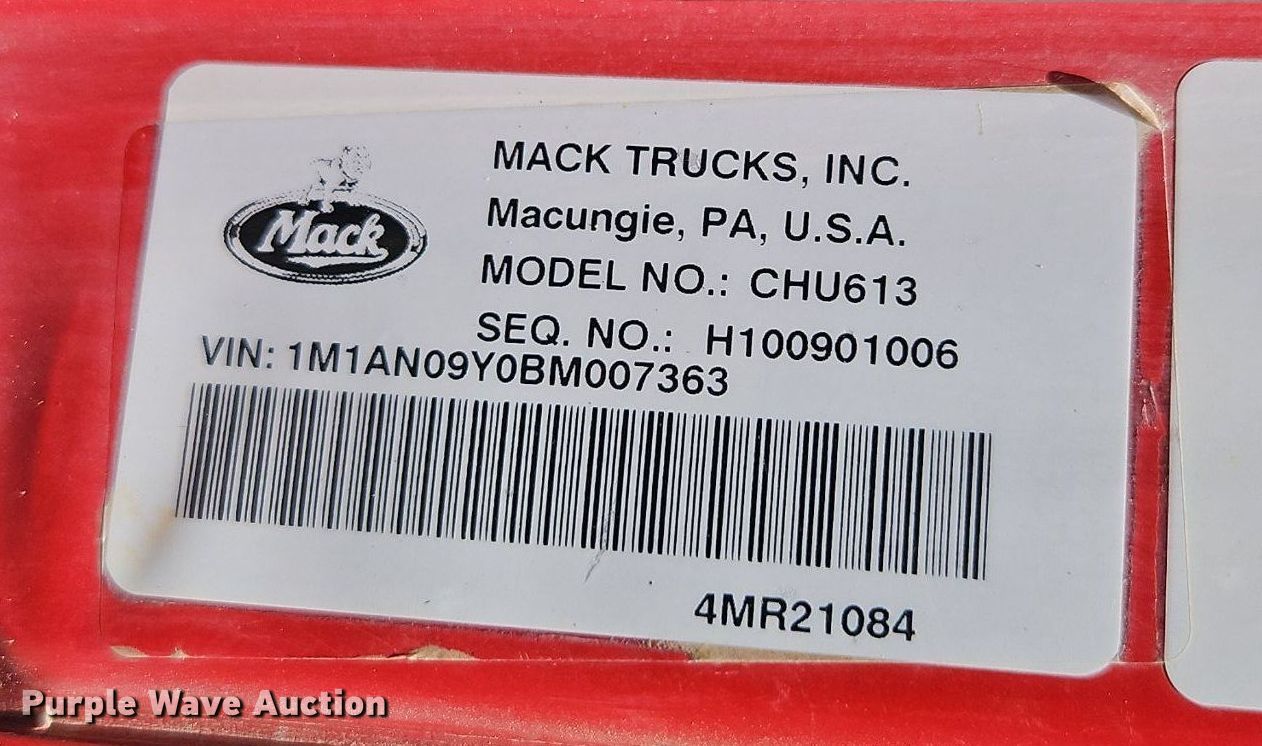 Mack
MACK TRUCKS, INC.
Macungie, PA, U.S.A.
MODEL NO.: CHU613
SEQ. NO.: H100901006
VIN: 1M1AN09Y0BM007363
4MR21084
Purple Wave Auction